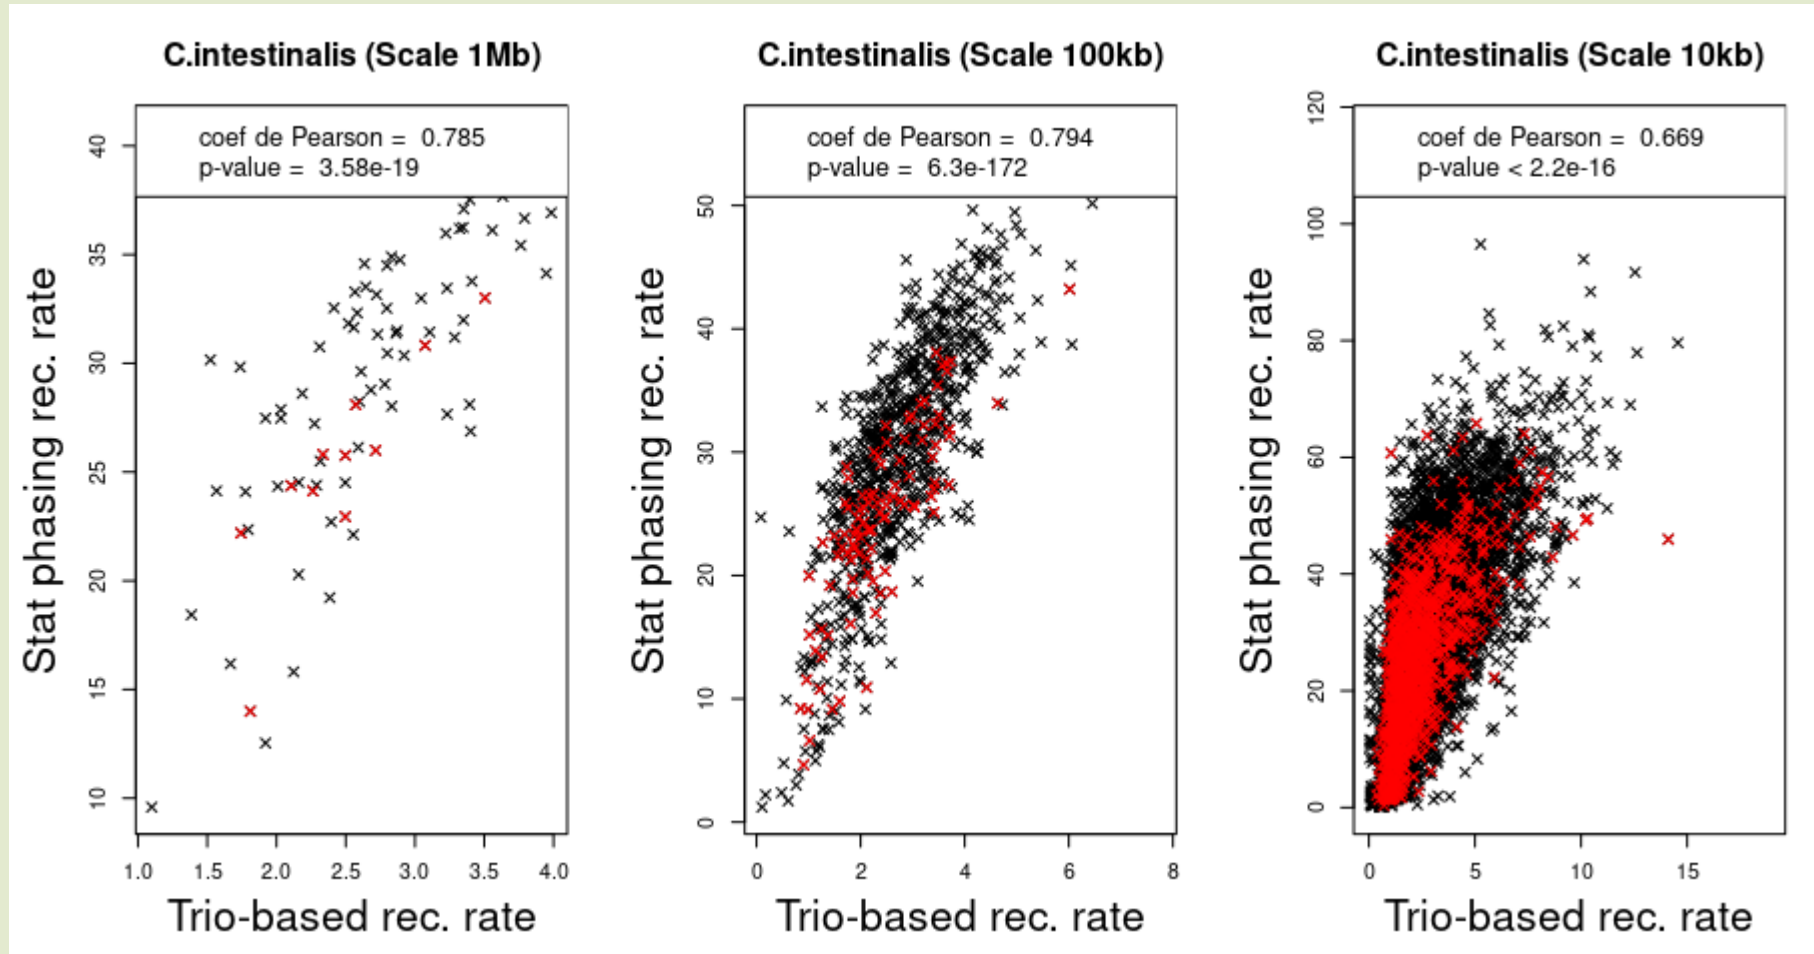 C.intestinalis (Scale 1Mb)
coef de Pearson = 0.785
p-value = 3.58e-19
40
35
30
25
20
15
10
Stat phasing rec. rate
1.0 1.5 2.0 2.5 3.0 3.5 4.0
Trio-based rec. rate
C.intestinalis (Scale 100kb)
coef de Pearson = 0.794
p-value = 6.3e-172
50
40
30
20
10
0
Stat phasing rec. rate
0 2 4 6 8
Trio-based rec. rate
C.intestinalis (Scale 10kb)
coef de Pearson = 0.669
p-value < 2.2e-16
120
100
80
60
40
20
0
Stat phasing rec. rate
0 5 10 15
Trio-based rec. rate